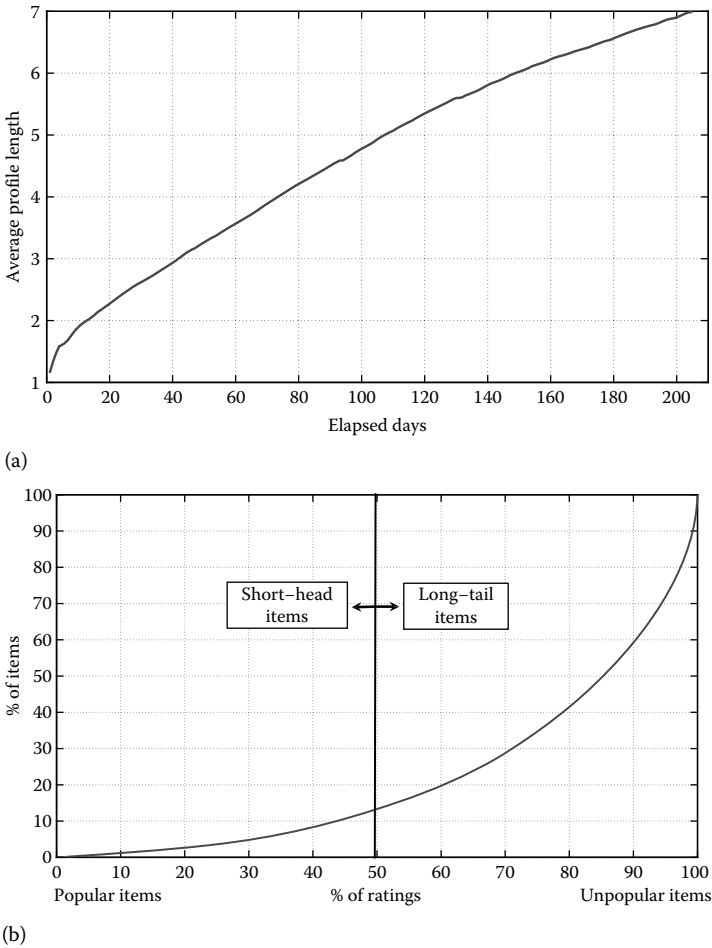 7
6
5
4
3
2
1
Average profile length
0 20 40 60 80 100 120 140 160 180 200
Elapsed days
(a)
100
90
80
70
60
50
40
30
20
10
0
% of items
Short–head
items
Long–tail
items
0 10 20 30 40 50 60 70 80 90 100
Popular items % of ratings Unpopular items
(b)